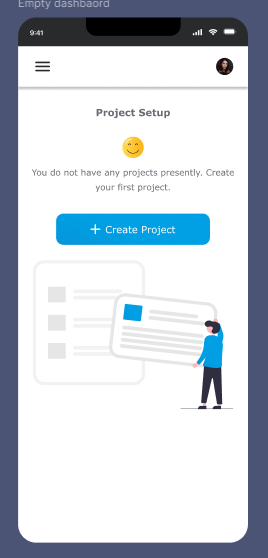 Empty dashbaord
9:41
Project Setup
You do not have any projects presently. Create
your first project.
+ Create Project